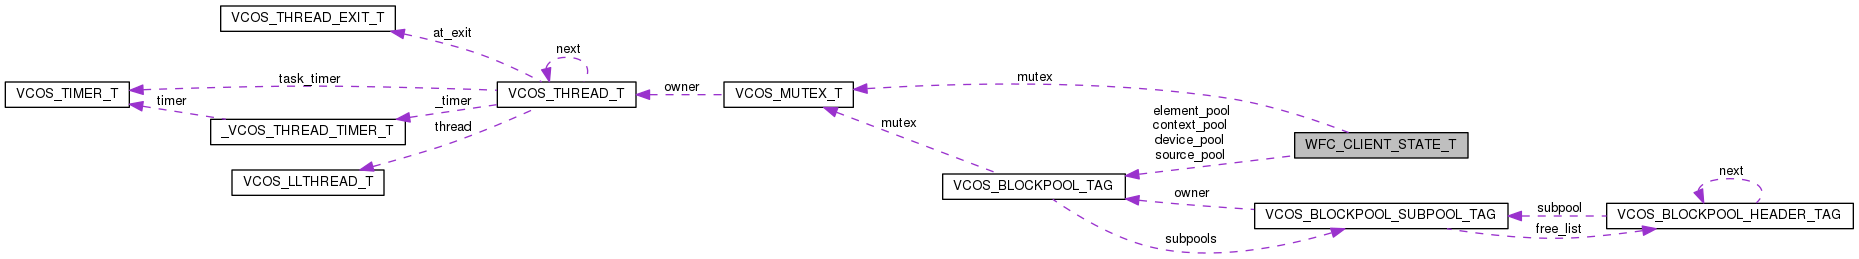 VCOS_THREAD_EXIT_T
at_exit
next
task_timer
mutex
VCOS_TIMER_T
timer
VCOS_THREAD_T
owner
VCOS_MUTEX_T
_timer
_VCOS_THREAD_TIMER_T
thread
mutex
element_pool
context_pool
device_pool
source_pool
WFC_CLIENT_STATE_T
VCOS_LLTHREAD_T
VCOS_BLOCKPOOL_TAG
owner
next
VCOS_BLOCKPOOL_SUBPOOL_TAG
subpool
VCOS_BLOCKPOOL_HEADER_TAG
free_list
subpools